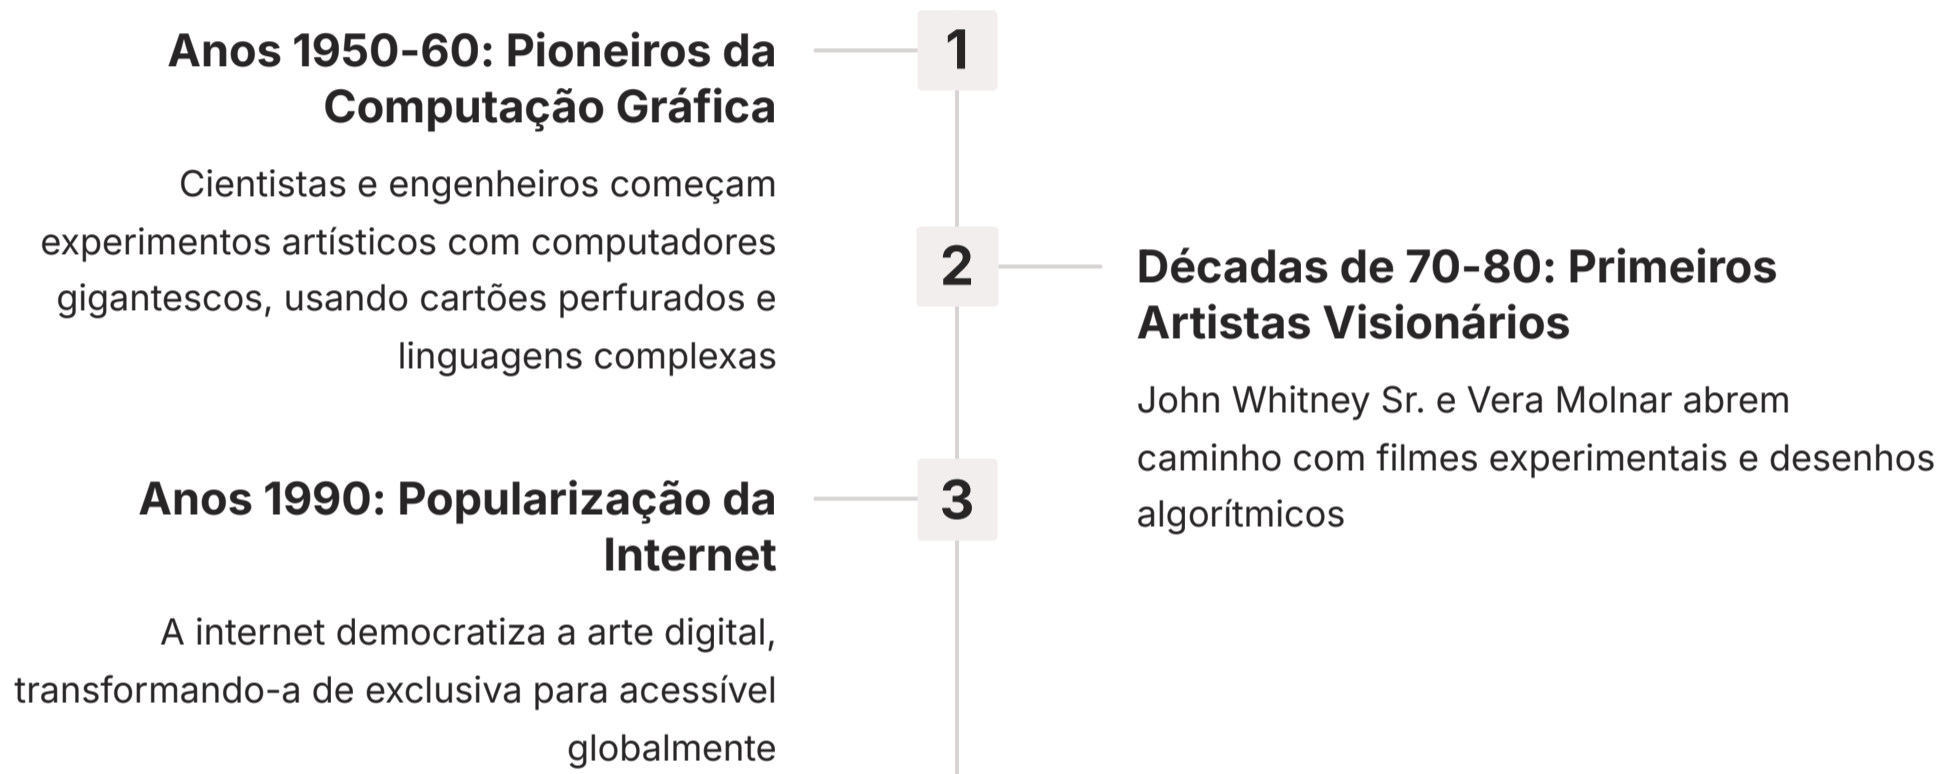 1
Anos 1950-60: Pioneiros da
Computação Gráfica
Cientistas e engenheiros começam
experimentos artísticos com computadores
gigantescos, usando cartões perfurados e
linguagens complexas
2
Décadas de 70-80: Primeiros
Artistas Visionários
John Whitney Sr. e Vera Molnar abrem
caminho com filmes experimentais e desenhos
algorítmicos
3
Anos 1990: Popularização da
Internet
A internet democratiza a arte digital,
transformando-a de exclusiva para acessível
globalmente